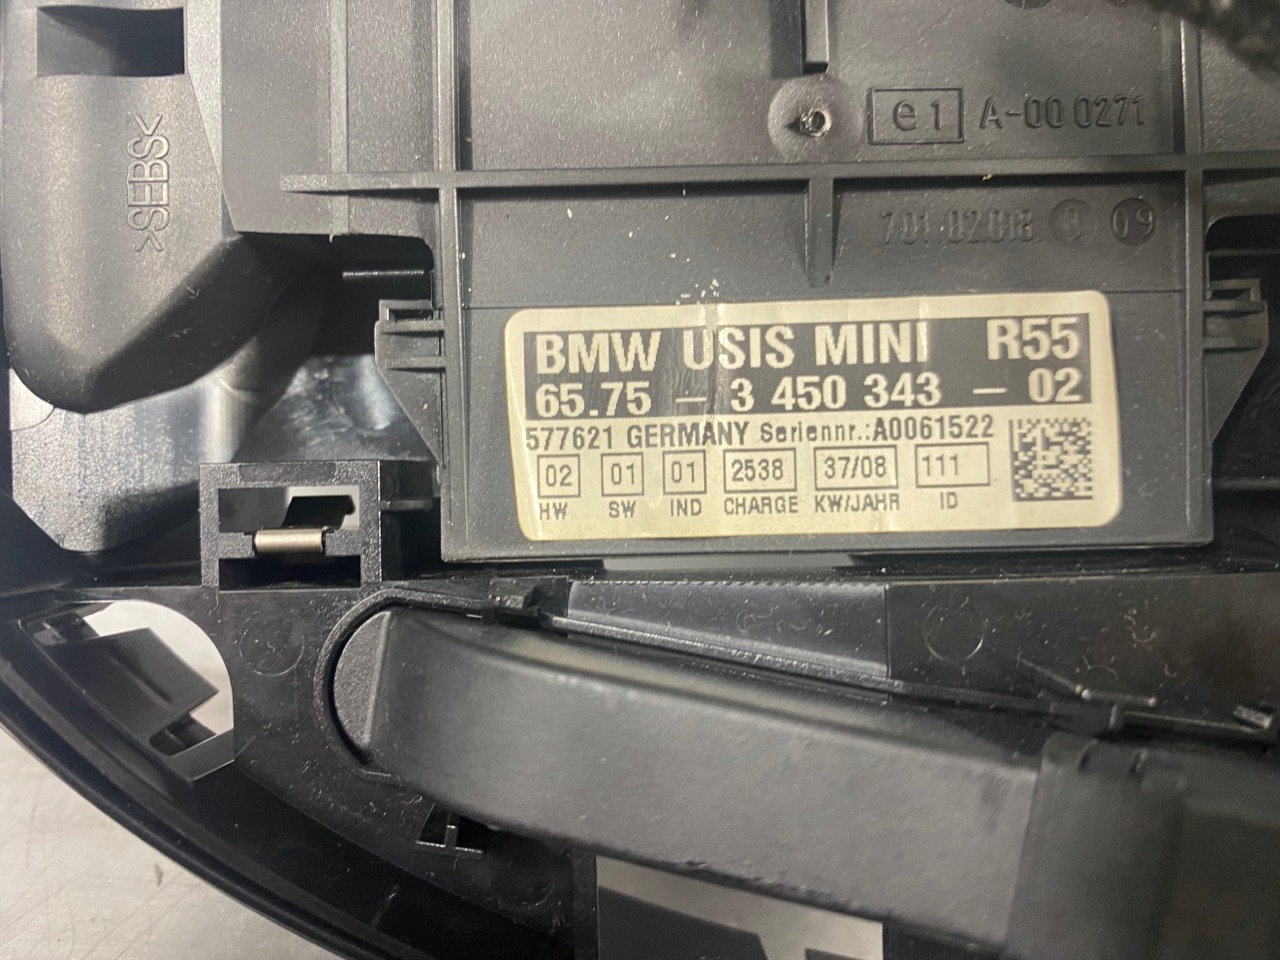 >SEBS<
e1 A-00 0271
701.02.018 9 09
BMW USIS MINI R55
65.75 – 3 450 343 – 02
577621 GERMANY Seriennr.:A0061522
02 01 01 2538 37/08 111
HW SW IND CHARGE KW/JAHR ID